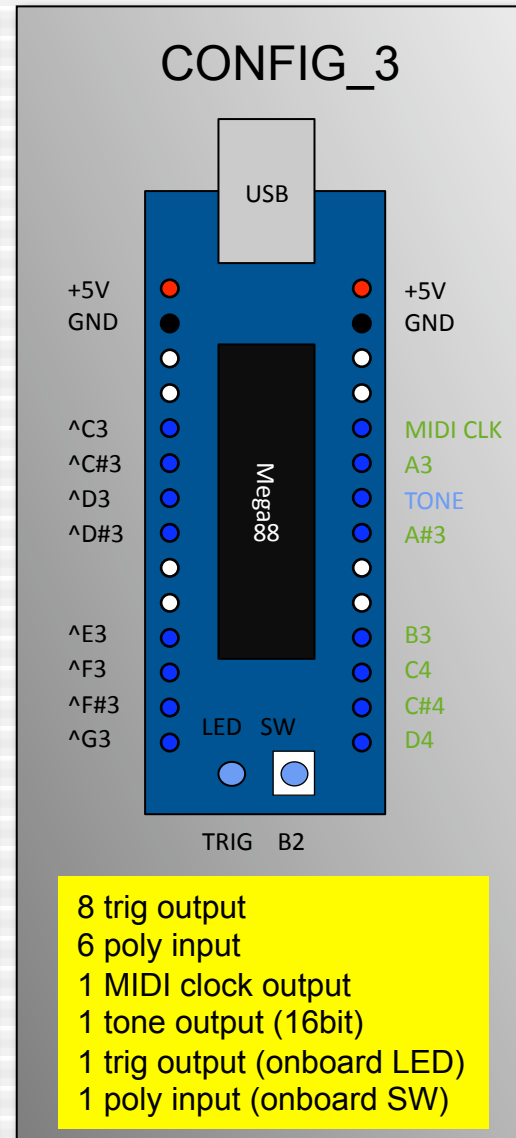 CONFIG_3
USB
+5V +5V
GND GND
^C3 MIDI CLK
^C#3 A3
^D3 TONE
^D#3 A#3
Mega88
^E3 B3
^F3 C4
^F#3 C#4
LED SW
^G3 D4
TRIG B2
8 trig output
6 poly input
1 MIDI clock output
1 tone output (16bit)
1 trig output (onboard LED)
1 poly input (onboard SW)